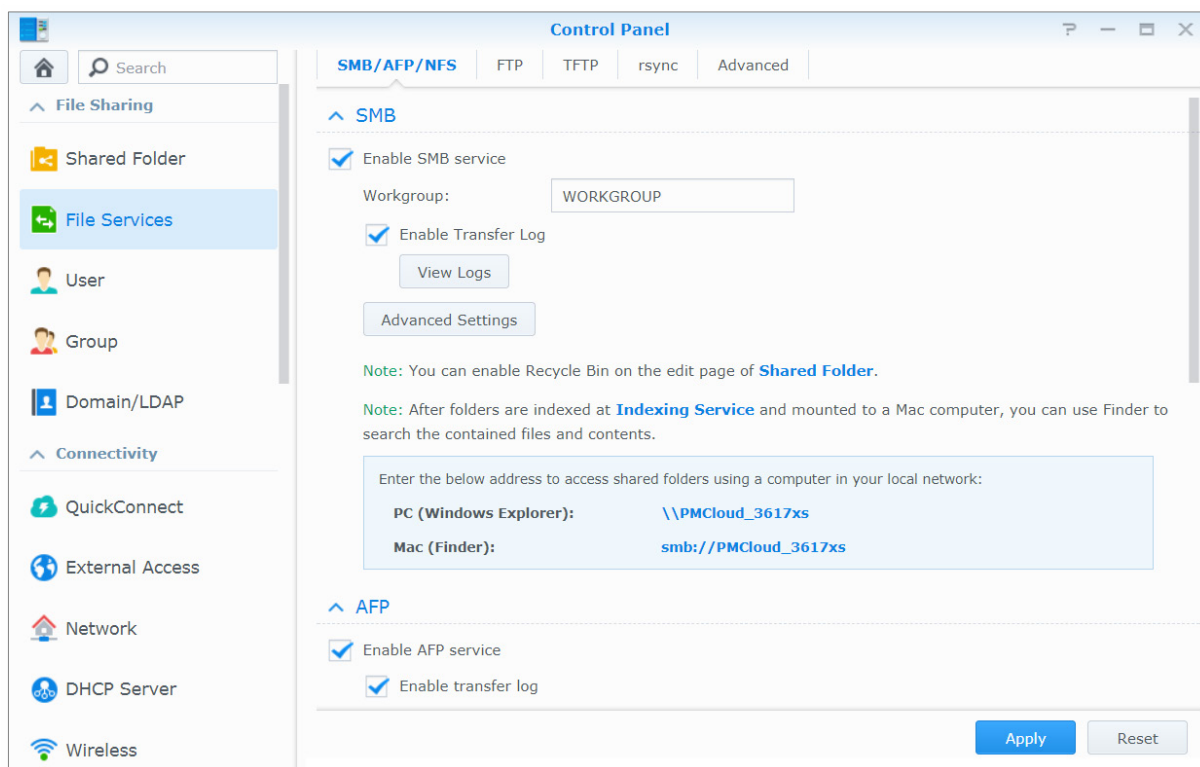 Control Panel
Search
File Sharing
Shared Folder
File Services
User
Group
Domain/LDAP
Connectivity
QuickConnect
External Access
Network
DHCP Server
Wireless
SMB/AFP/NFS FTP TFTP rsync Advanced
SMB
Enable SMB service
Workgroup: WORKGROUP
Enable Transfer Log
View Logs
Advanced Settings
Note: You can enable Recycle Bin on the edit page of Shared Folder.
Note: After folders are indexed at Indexing Service and mounted to a Mac computer, you can use Finder to
search the contained files and contents.
Enter the below address to access shared folders using a computer in your local network:
PC (Windows Explorer): \\PMCloud_3617xs
Mac (Finder): smb://PMCloud_3617xs
AFP
Enable AFP service
Enable transfer log
Apply Reset